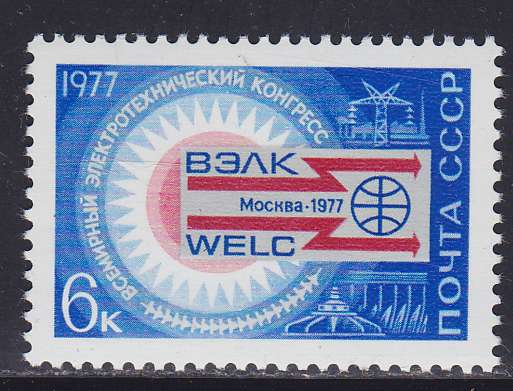 1977
ВСЕМИРНЫЙ ЭЛЕКТРОТЕХНИЧЕСКИЙ КОНГРЕСС
ВЭЛК
Москва·1977
WELC
6к
ПОЧТА СССР